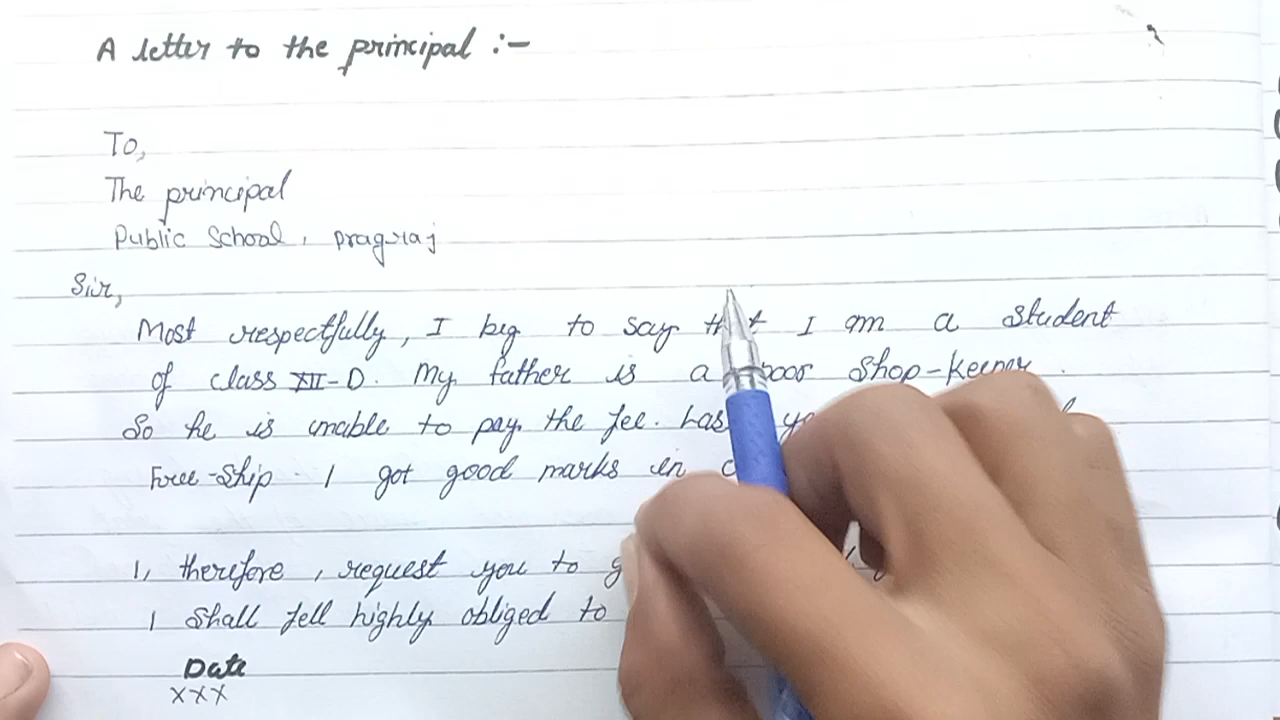 A letter to the principal :-
To,
The principal
Public School, pragraj
Sir,
Most respectfully, I beg to say that I am a student
of class XII-D. My father is a poor Shop-keeper.
So he is unable to pay the fee. Las
Free-Ship. I got good marks in
I, therefore, request you to
I Shall fell highly obliged to
Date
xxx